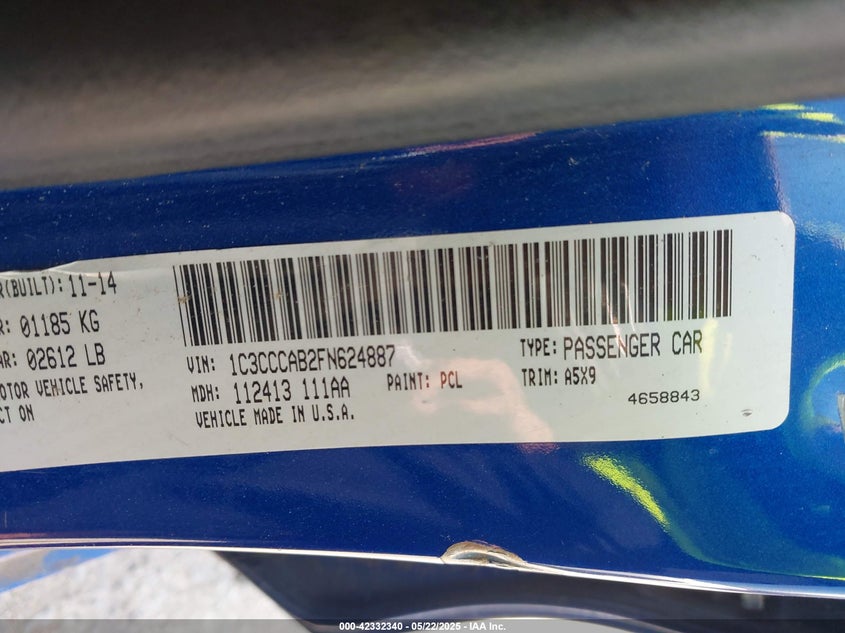 R(BUILT): 11-14
R: 01185 KG
AR: 02612 LB
OTOR VEHICLE SAFETY,
CT ON
VIN: 1C3CCCAB2FN624887
TYPE: PASSENGER CAR
MDH: 112413 111AA
PAINT: PCL
TRIM: A5X9
VEHICLE MADE IN U.S.A.
4658843
000-42332340 - 05/22/2025 - IAA Inc.